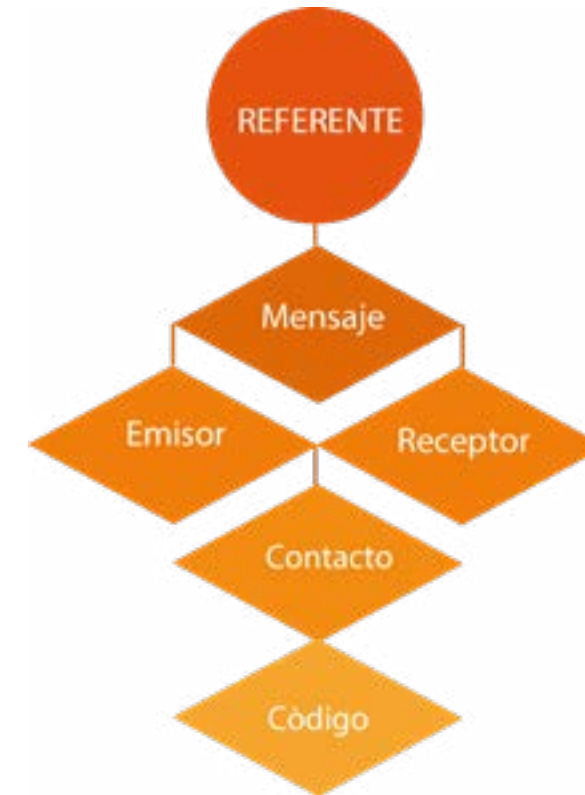 REFERENTE
Mensaje
Emisor
Receptor
Contacto
Còdigo